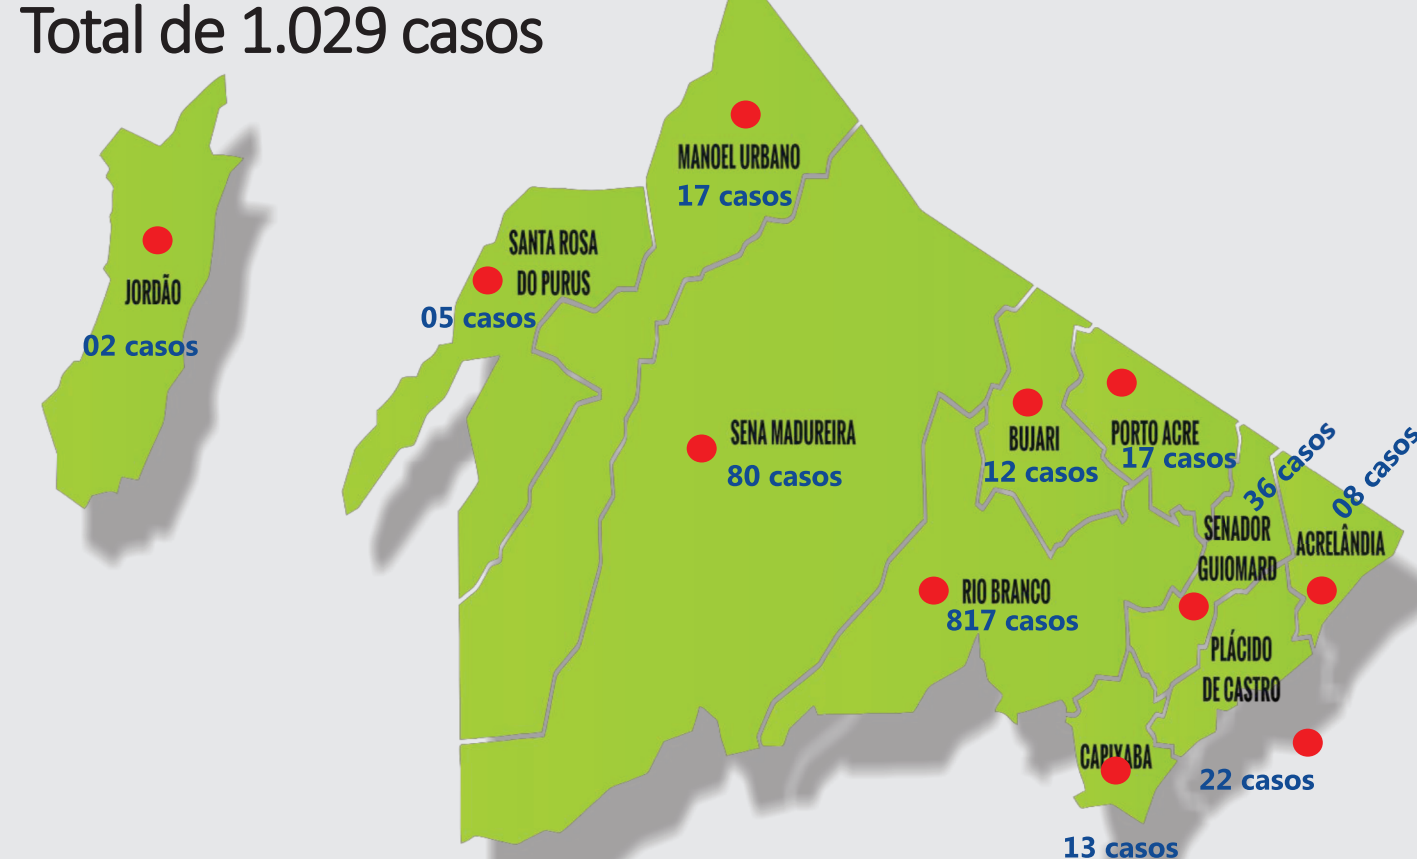 Total de 1.029 casos
MANOEL URBANO
17 casos
SANTA ROSA
DO PURUS
05 casos
JORDÃO
02 casos
SENA MADUREIRA
80 casos
BUJARI
12 casos
PORTO ACRE
17 casos
36 casos
08 casos
SENADOR
GUIOMARD
ACRELÂNDIA
RIO BRANCO
817 casos
PLÁCIDO
DE CASTRO
22 casos
CAPIXABA
13 casos